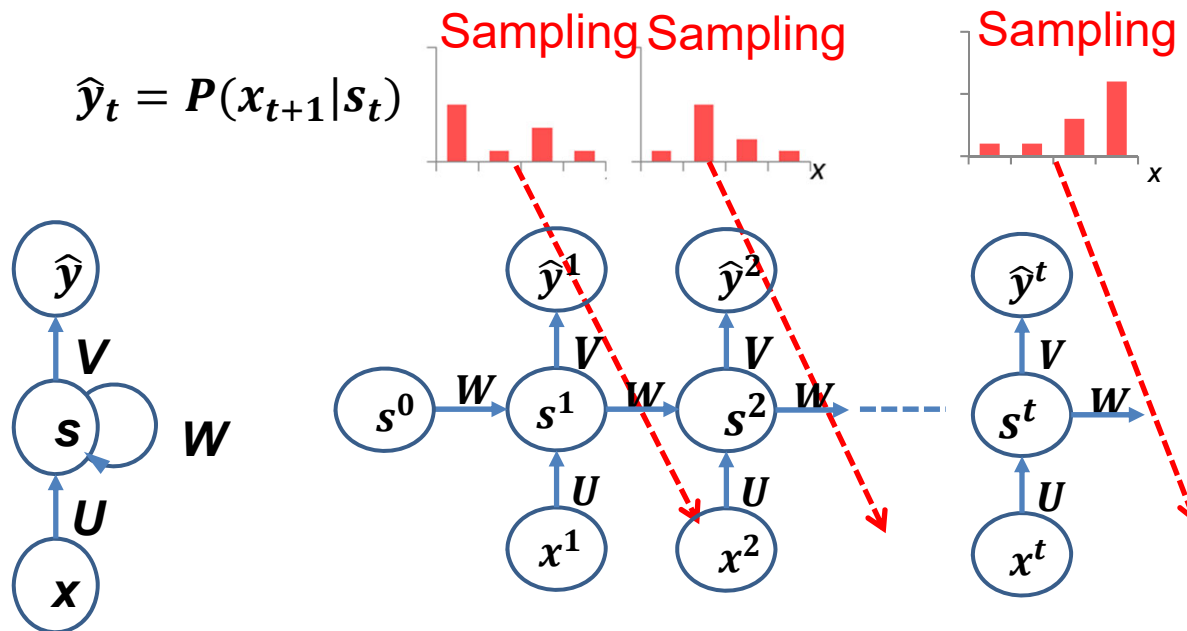 Sampling Sampling Sampling
ŷ_t = P(x_{t+1}|s_t)
x x
ŷ ŷ^1 ŷ^2 ŷ^t
V V V V
s W s^0 W s^1 W s^2 W s^t W
U U U U
x x^1 x^2 x^t